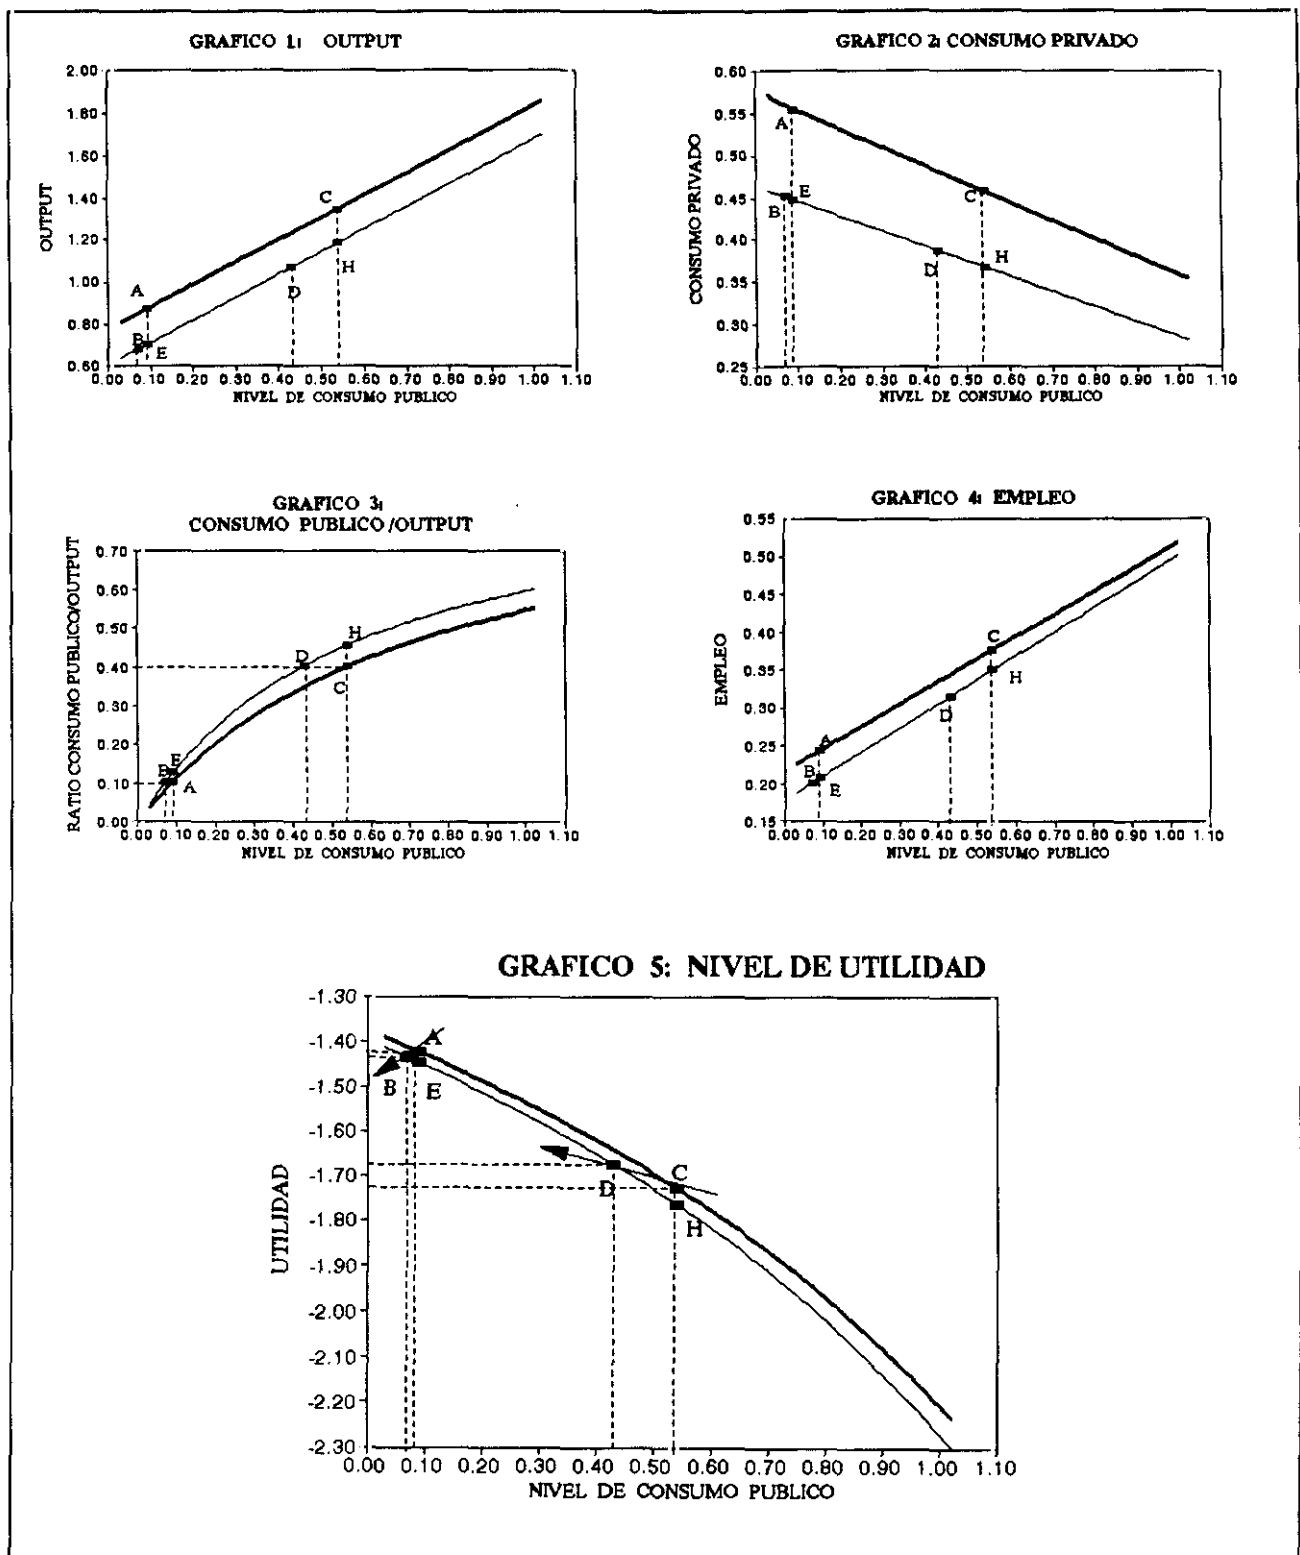 GRAFICO 1: OUTPUT
2.00
1.80
1.60
1.40
1.20
1.00
0.80
0.60
OUTPUT
A
B
E
C
D
H
0.00 0.10 0.20 0.30 0.40 0.50 0.60 0.70 0.80 0.90 1.00 1.10
NIVEL DE CONSUMO PUBLICO
GRAFICO 2: CONSUMO PRIVADO
0.60
0.55
0.50
0.45
0.40
0.35
0.30
0.25
CONSUMO PRIVADO
A
B
E
C
D
H
0.00 0.10 0.20 0.30 0.40 0.50 0.60 0.70 0.80 0.90 1.00 1.10
NIVEL DE CONSUMO PUBLICO
GRAFICO 3:
CONSUMO PUBLICO/OUTPUT
0.70
0.60
0.50
0.40
0.30
0.20
0.10
0.00
RATIO CONSUMO PUBLICO/OUTPUT
B
E
A
D
H
C
0.00 0.10 0.20 0.30 0.40 0.50 0.60 0.70 0.80 0.90 1.00 1.10
NIVEL DE CONSUMO PUBLICO
GRAFICO 4: EMPLEO
0.55
0.50
0.45
0.40
0.35
0.30
0.25
0.20
0.15
EMPLEO
A
B
E
C
D
H
0.00 0.10 0.20 0.30 0.40 0.50 0.60 0.70 0.80 0.90 1.00 1.10
NIVEL DE CONSUMO PUBLICO
GRAFICO 5: NIVEL DE UTILIDAD
-1.30
-1.40
-1.50
-1.60
-1.70
-1.80
-1.90
-2.00
-2.10
-2.20
-2.30
UTILIDAD
A
B
E
C
D
H
0.00 0.10 0.20 0.30 0.40 0.50 0.60 0.70 0.80 0.90 1.00 1.10
NIVEL DE CONSUMO PUBLICO